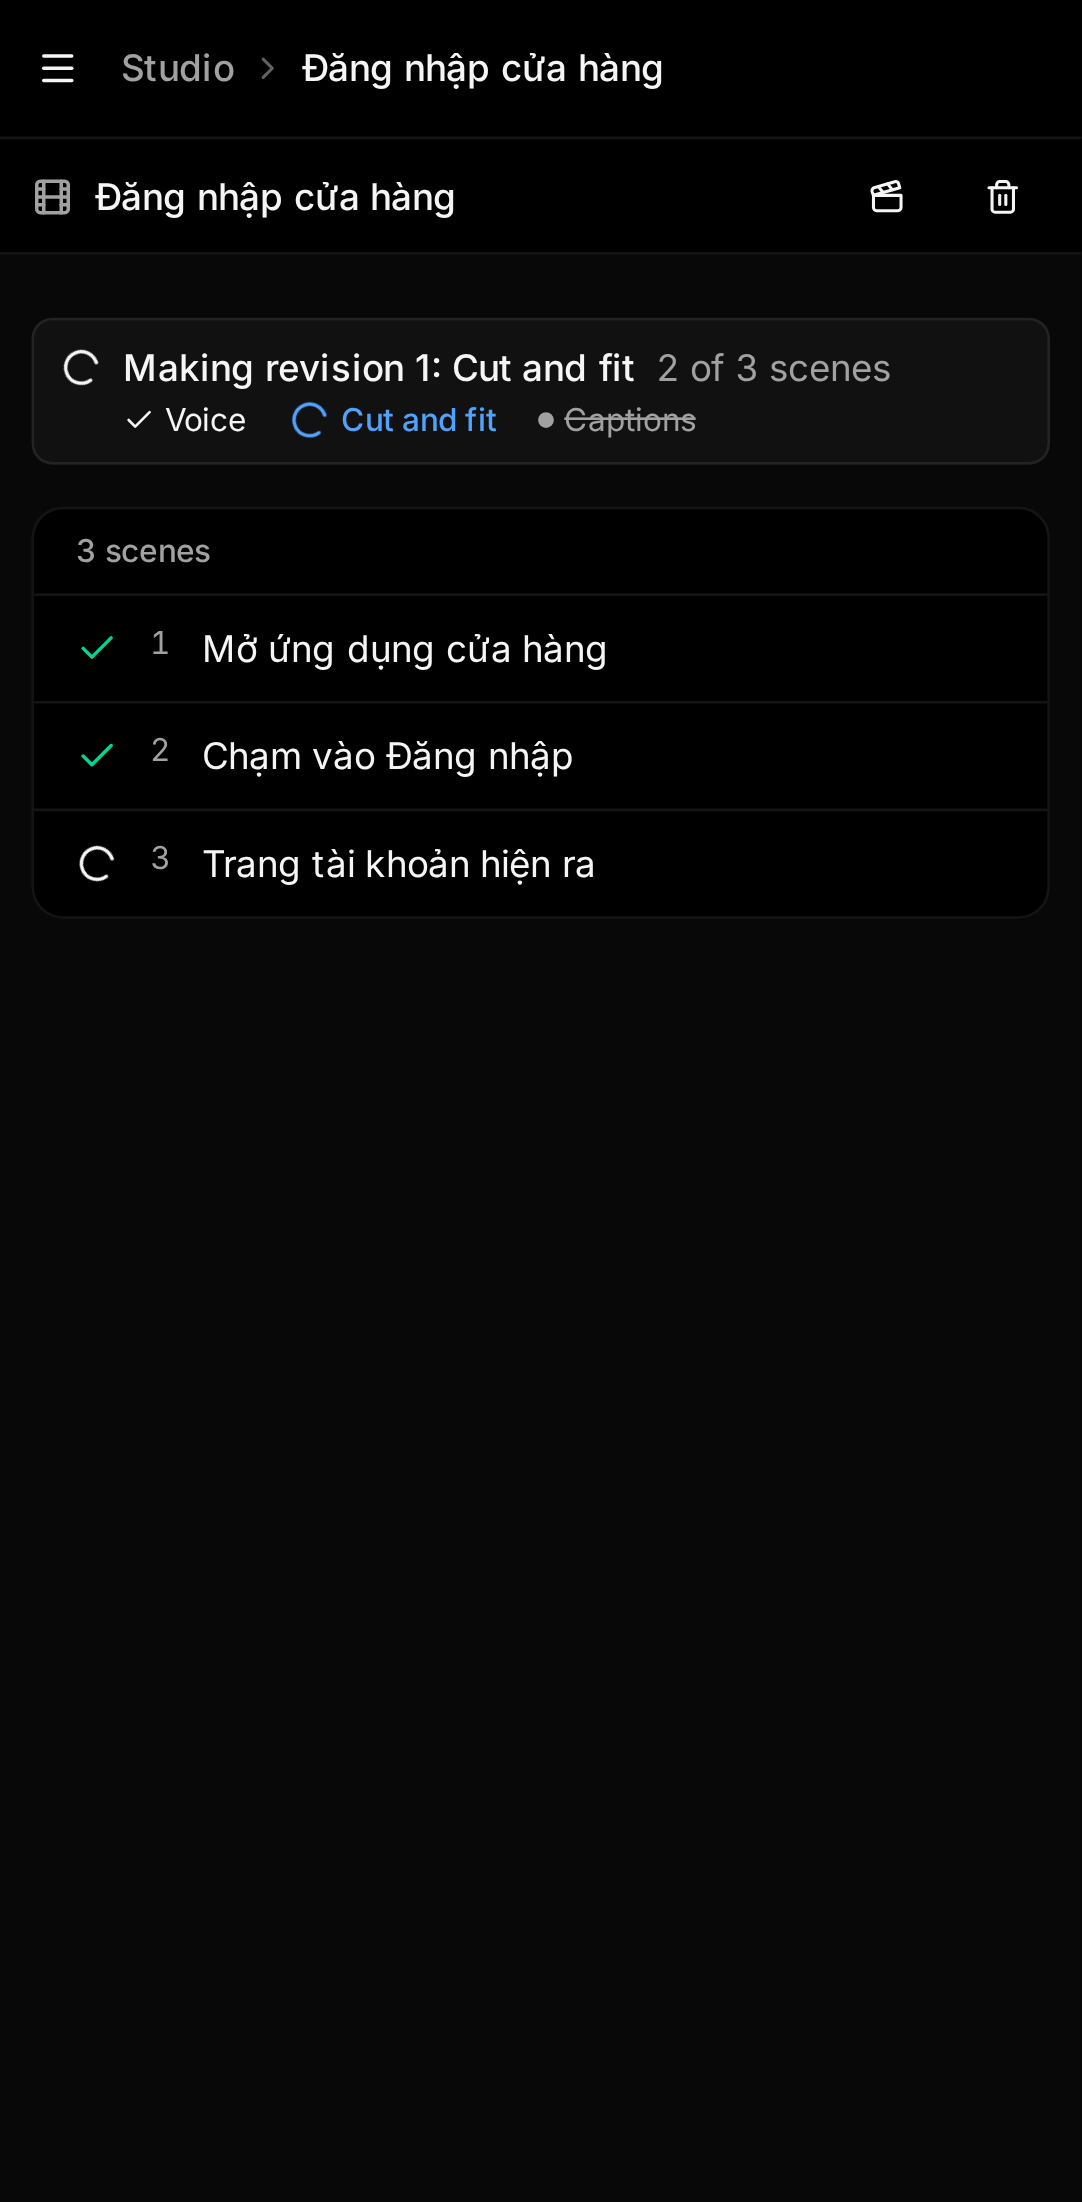 Studio > Đăng nhập cửa hàng
Đăng nhập cửa hàng
Making revision 1: Cut and fit 2 of 3 scenes
Voice Cut and fit Captions
3 scenes
1 Mở ứng dụng cửa hàng
2 Chạm vào Đăng nhập
3 Trang tài khoản hiện ra